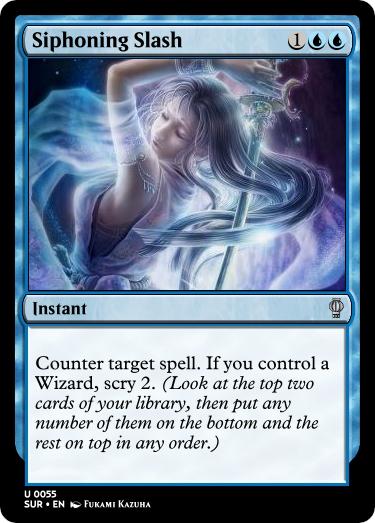 Siphoning Slash 1
Instant
Counter target spell. If you control a
Wizard, scry 2. (Look at the top two
cards of your library, then put any
number of them on the bottom and the
rest on top in any order.)
U 0055
SUR • EN Fukami Kazuha